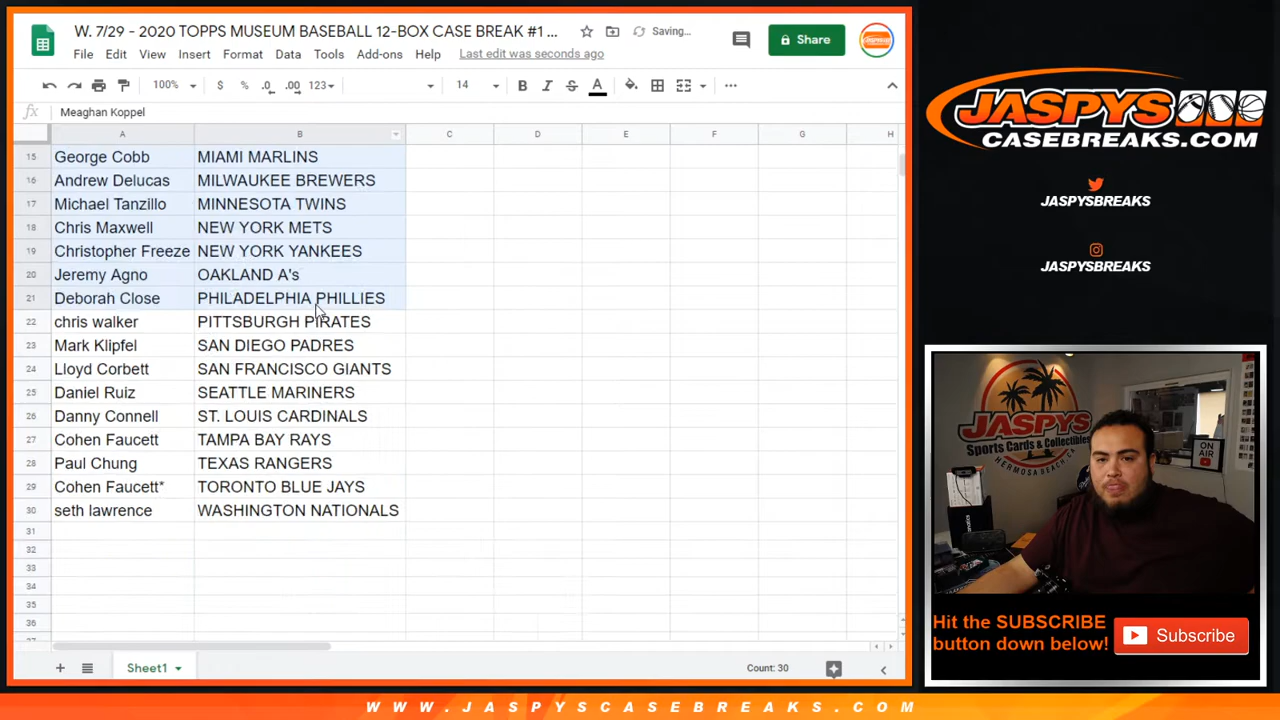 W. 7/29 - 2020 TOPPS MUSEUM BASEBALL 12-BOX CASE BREAK #1 ... Saving...
File Edit View Insert Format Data Tools Add-ons Help Last edit was seconds ago
Share
100% $ % .0 .00 123 14 B I S A
fx Meaghan Koppel
A B C D E F G H
15 George Cobb MIAMI MARLINS
16 Andrew Delucas MILWAUKEE BREWERS
17 Michael Tanzillo MINNESOTA TWINS
18 Chris Maxwell NEW YORK METS
19 Christopher Freeze NEW YORK YANKEES
20 Jeremy Agno OAKLAND A's
21 Deborah Close PHILADELPHIA PHILLIES
22 chris walker PITTSBURGH PIRATES
23 Mark Klipfel SAN DIEGO PADRES
24 Lloyd Corbett SAN FRANCISCO GIANTS
25 Daniel Ruiz SEATTLE MARINERS
26 Danny Connell ST. LOUIS CARDINALS
27 Cohen Faucett TAMPA BAY RAYS
28 Paul Chung TEXAS RANGERS
29 Cohen Faucett* TORONTO BLUE JAYS
30 seth lawrence WASHINGTON NATIONALS
31
32
33
34
35
36
Sheet1 Count: 30
JASPYS
CASEBREAKS.COM
JASPYSBREAKS
JASPYSBREAKS
JASPYS
Sports Cards & Collectibles
HERMOSA BEACH, CA
ON AIR
Hit the SUBSCRIBE
button down below!
Subscribe
WWW.JASPYSCASEBREAKS.COM